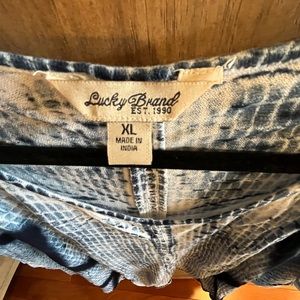 Lucky Brand
EST. 1990
XL
MADE IN
INDIA